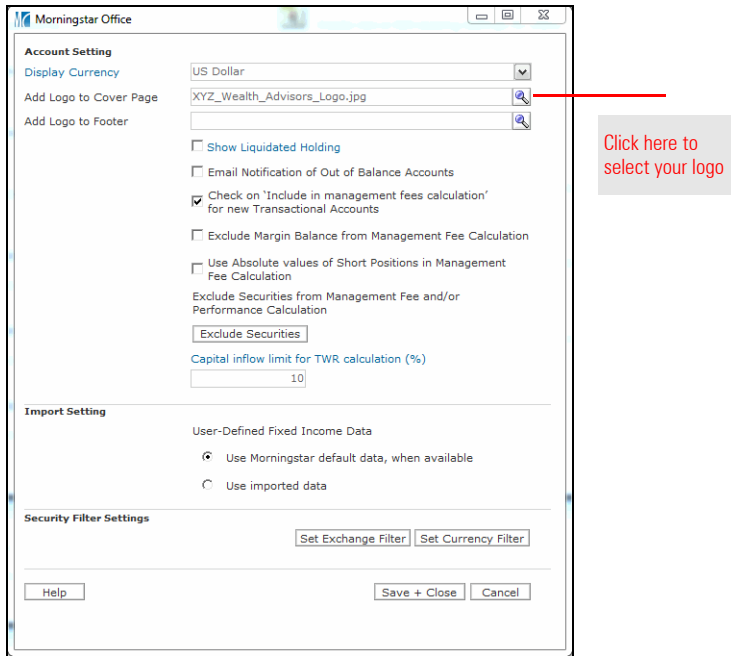 Morningstar Office
Account Setting
Display Currency
US Dollar
Add Logo to Cover Page
XYZ_Wealth_Advisors_Logo.jpg
Add Logo to Footer
Show Liquidated Holding
Email Notification of Out of Balance Accounts
Check on ‘Include in management fees calculation’
for new Transactional Accounts
Exclude Margin Balance from Management Fee Calculation
Use Absolute values of Short Positions in Management
Fee Calculation
Exclude Securities from Management Fee and/or
Performance Calculation
Exclude Securities
Capital inflow limit for TWR calculation (%)
10
Import Setting
User-Defined Fixed Income Data
Use Morningstar default data, when available
Use imported data
Security Filter Settings
Set Exchange Filter
Set Currency Filter
Help
Save + Close
Cancel
Click here to
select your logo